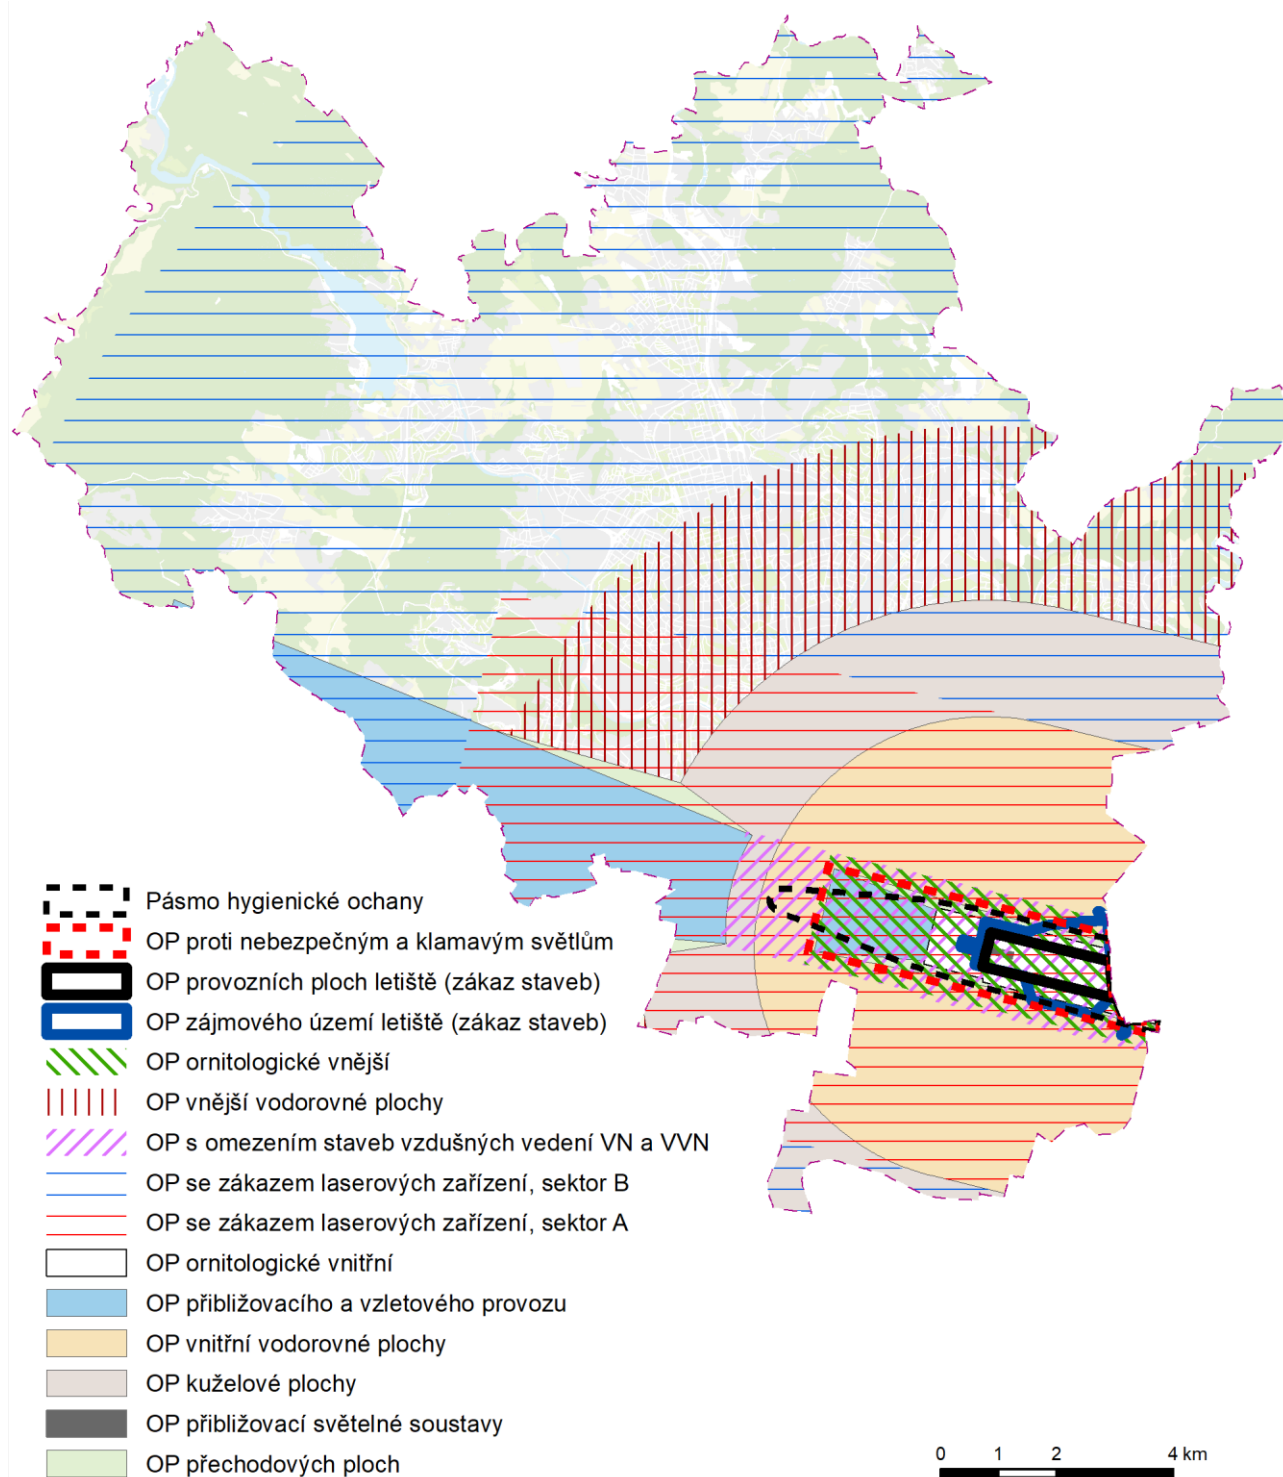 Pásmo hygienické ochany
OP proti nebezpečným a klamavým světlům
OP provozních ploch letiště (zákaz staveb)
OP zájmového území letiště (zákaz staveb)
OP ornitologické vnější
OP vnější vodorovné plochy
OP s omezením staveb vzdušných vedení VN a VVN
OP se zákazem laserových zařízení, sektor B
OP se zákazem laserových zařízení, sektor A
OP ornitologické vnitřní
OP přibližovacího a vzletového provozu
OP vnitřní vodorovné plochy
OP kuželové plochy
OP přibližovací světelné soustavy
OP přechodových ploch
0 1 2 4 km